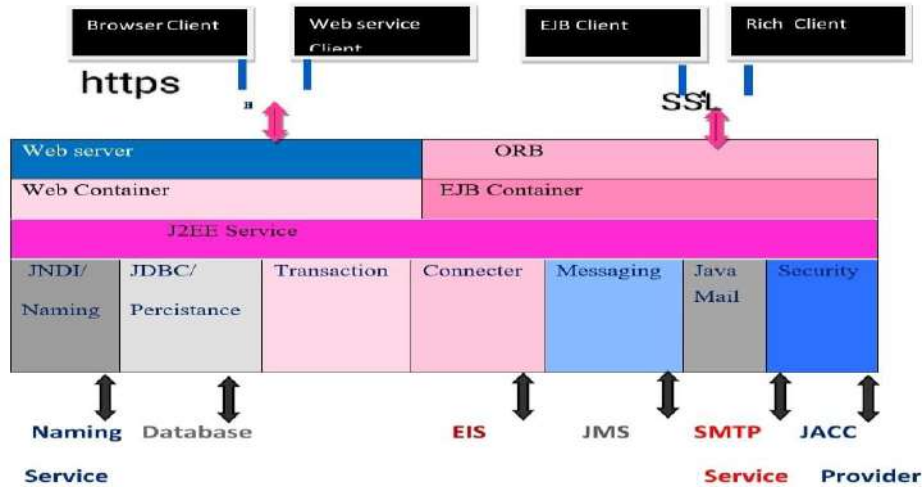 Browser Client
Web service
Client
EJB Client
Rich Client
https
SSL
Web server
ORB
Web Container
EJB Container
J2EE Service
JNDI/
Naming
JDBC/
Percistance
Transaction
Connecter
Messaging
Java
Mail
Security
Naming
Service
Database
EIS
JMS
SMTP
Service
JACC
Provider